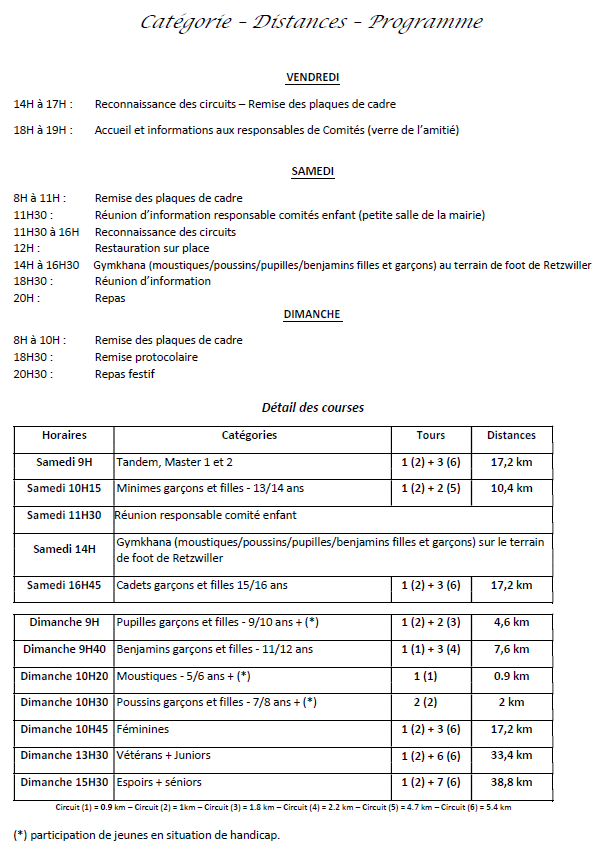 Catégorie – Distances – Programme
VENDREDI
14H à 17H : Reconnaissance des circuits – Remise des plaques de cadre
18H à 19H : Accueil et informations aux responsables de Comités (verre de l'amitié)
SAMEDI
8H à 11H : Remise des plaques de cadre
11H30 : Réunion d'information responsable comités enfant (petite salle de la mairie)
11H30 à 16H Reconnaissance des circuits
12H : Restauration sur place
14H à 16H30 Gymkhana (moustiques/poussins/pupilles/benjamins filles et garçons) au terrain de foot de Retzwiller
18H30 : Réunion d'information
20H : Repas
DIMANCHE
8H à 10H : Remise des plaques de cadre
18H30 : Remise protocolaire
20H30 : Repas festif
Détail des courses
Horaires Catégories Tours Distances
Samedi 9H Tandem, Master 1 et 2 1 (2) + 3 (6) 17,2 km
Samedi 10H15 Minimes garçons et filles - 13/14 ans 1 (2) + 2 (5) 10,4 km
Samedi 11H30 Réunion responsable comité enfant
Samedi 14H Gymkhana (moustiques/poussins/pupilles/benjamins filles et garçons) sur le terrain
de foot de Retzwiller
Samedi 16H45 Cadets garçons et filles 15/16 ans 1 (2) + 3 (6) 17,2 km
Dimanche 9H Pupilles garçons et filles - 9/10 ans + (*) 1 (2) + 2 (3) 4,6 km
Dimanche 9H40 Benjamins garçons et filles - 11/12 ans 1 (1) + 3 (4) 7,6 km
Dimanche 10H20 Moustiques - 5/6 ans + (*) 1 (1) 0.9 km
Dimanche 10H30 Poussins garçons et filles - 7/8 ans + (*) 2 (2) 2 km
Dimanche 10H45 Féminines 1 (2) + 3 (6) 17,2 km
Dimanche 13H30 Vétérans + Juniors 1 (2) + 6 (6) 33,4 km
Dimanche 15H30 Espoirs + séniors 1 (2) + 7 (6) 38,8 km
Circuit (1) = 0.9 km – Circuit (2) = 1km – Circuit (3) = 1.8 km – Circuit (4) = 2.2 km – Circuit (5) = 4.7 km – Circuit (6) = 5.4 km
(*) participation de jeunes en situation de handicap.